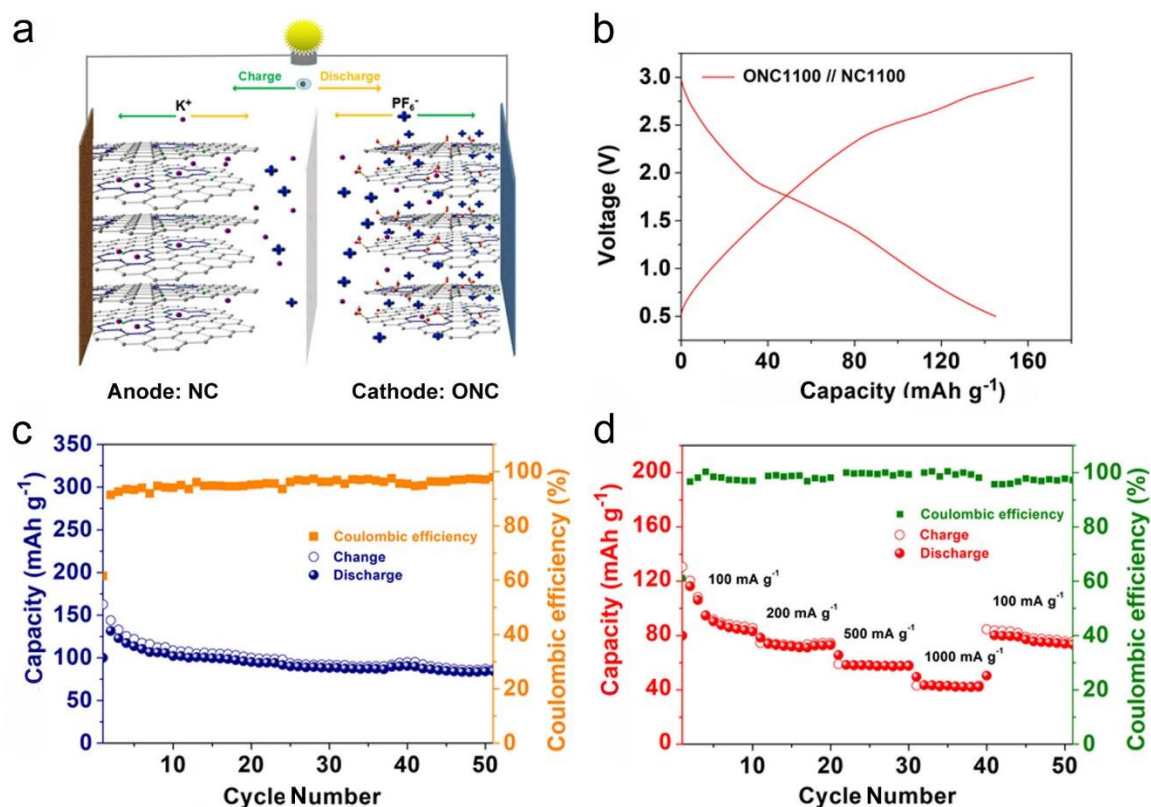 a
Charge
Discharge
e
K⁺
PF₆⁻
Anode: NC
Cathode: ONC
b
ONC1100 // NC1100
Voltage (V)
3.0
2.5
2.0
1.5
1.0
0.5
0 40 80 120 160
Capacity (mAh g⁻¹)
c
Capacity (mAh g⁻¹)
350
300
250
200
150
100
50
0
Coulombic efficiency
Change
Discharge
100
80
60
40
20
0
Coulombic efficiency (%)
0 10 20 30 40 50
Cycle Number
d
Capacity (mAh g⁻¹)
200
160
120
80
40
0
Coulombic efficiency
Charge
Discharge
100 mA g⁻¹
200 mA g⁻¹
500 mA g⁻¹
1000 mA g⁻¹
100 mA g⁻¹
100
80
60
40
20
0
Coulombic efficiency (%)
0 10 20 30 40 50
Cycle Number